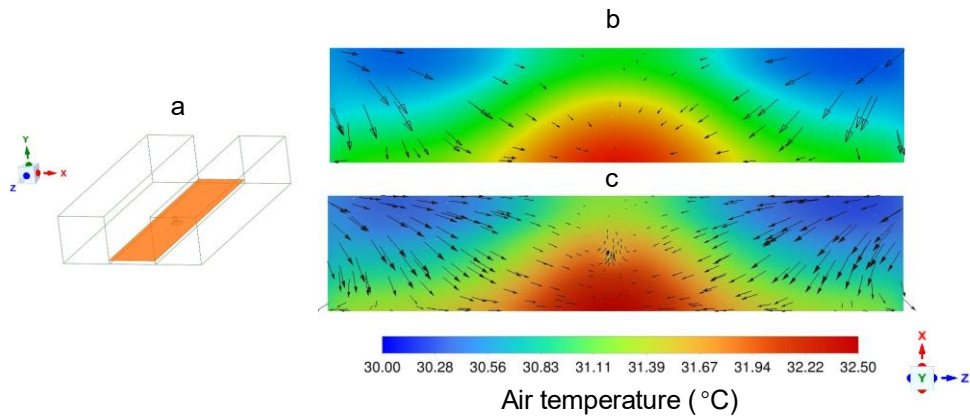 b
a
Y
X
Z
c
30.00 30.28 30.56 30.83 31.11 31.39 31.67 31.94 32.22 32.50
Air temperature (°C)
X
Y
Z